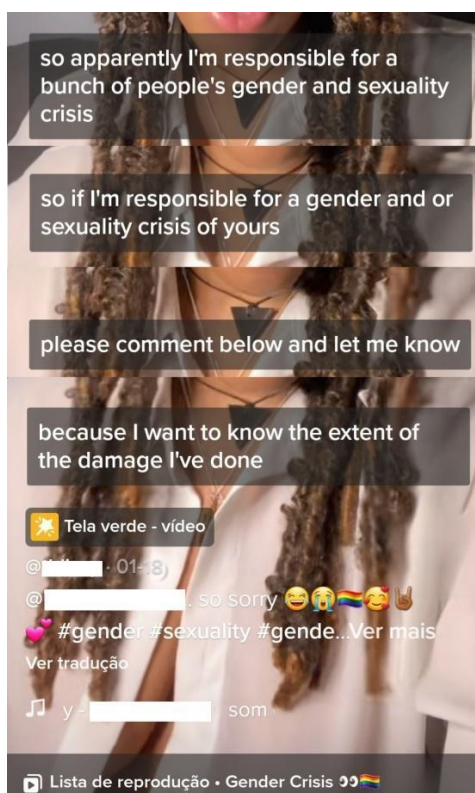 so apparently I'm responsible for a
bunch of people's gender and sexuality
crisis
so if I'm responsible for a gender and or
sexuality crisis of yours
please comment below and let me know
because I want to know the extent of
the damage I've done
Tela verde - vídeo
@ · 01-18
@ . so sorry 😆😭🏳️‍🌈🥰🤘🏾
💕 #gender #sexuality #gende...Ver mais
Ver tradução
y - som
Lista de reprodução • Gender Crisis 👀🏳️‍🌈